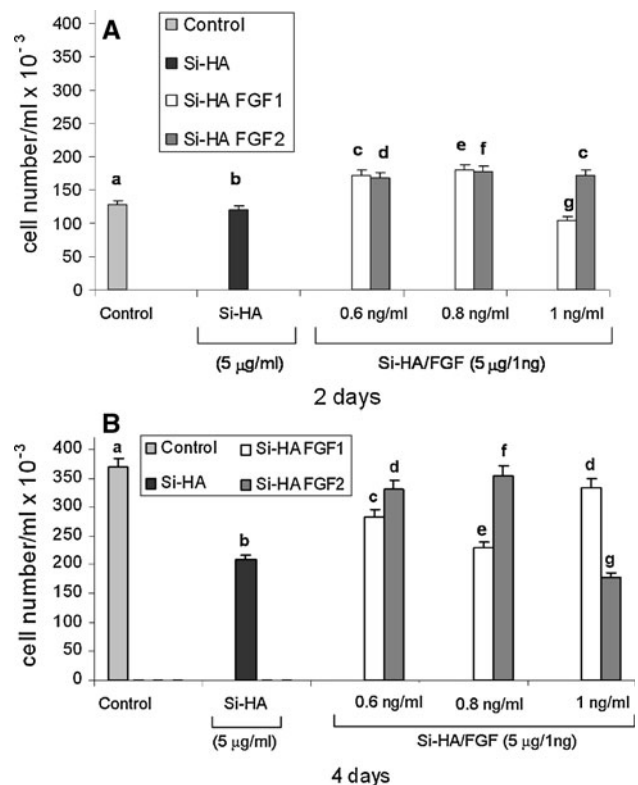 A
Control
Si-HA
Si-HA FGF1
Si-HA FGF2
cell number/ml x 10⁻³
400
350
300
250
200
150
100
50
0
a
b
c d
e f
g c
Control
Si-HA
0.6 ng/ml
0.8 ng/ml
1 ng/ml
(5 µg/ml)
Si-HA/FGF (5 µg/1ng)
2 days
B
Control
Si-HA FGF1
Si-HA
Si-HA FGF2
cell number/ml x 10⁻³
400
350
300
250
200
150
100
50
0
a
b
c d
e f
d g
Control
Si-HA
0.6 ng/ml
0.8 ng/ml
1 ng/ml
(5 µg/ml)
Si-HA/FGF (5 µg/1ng)
4 days